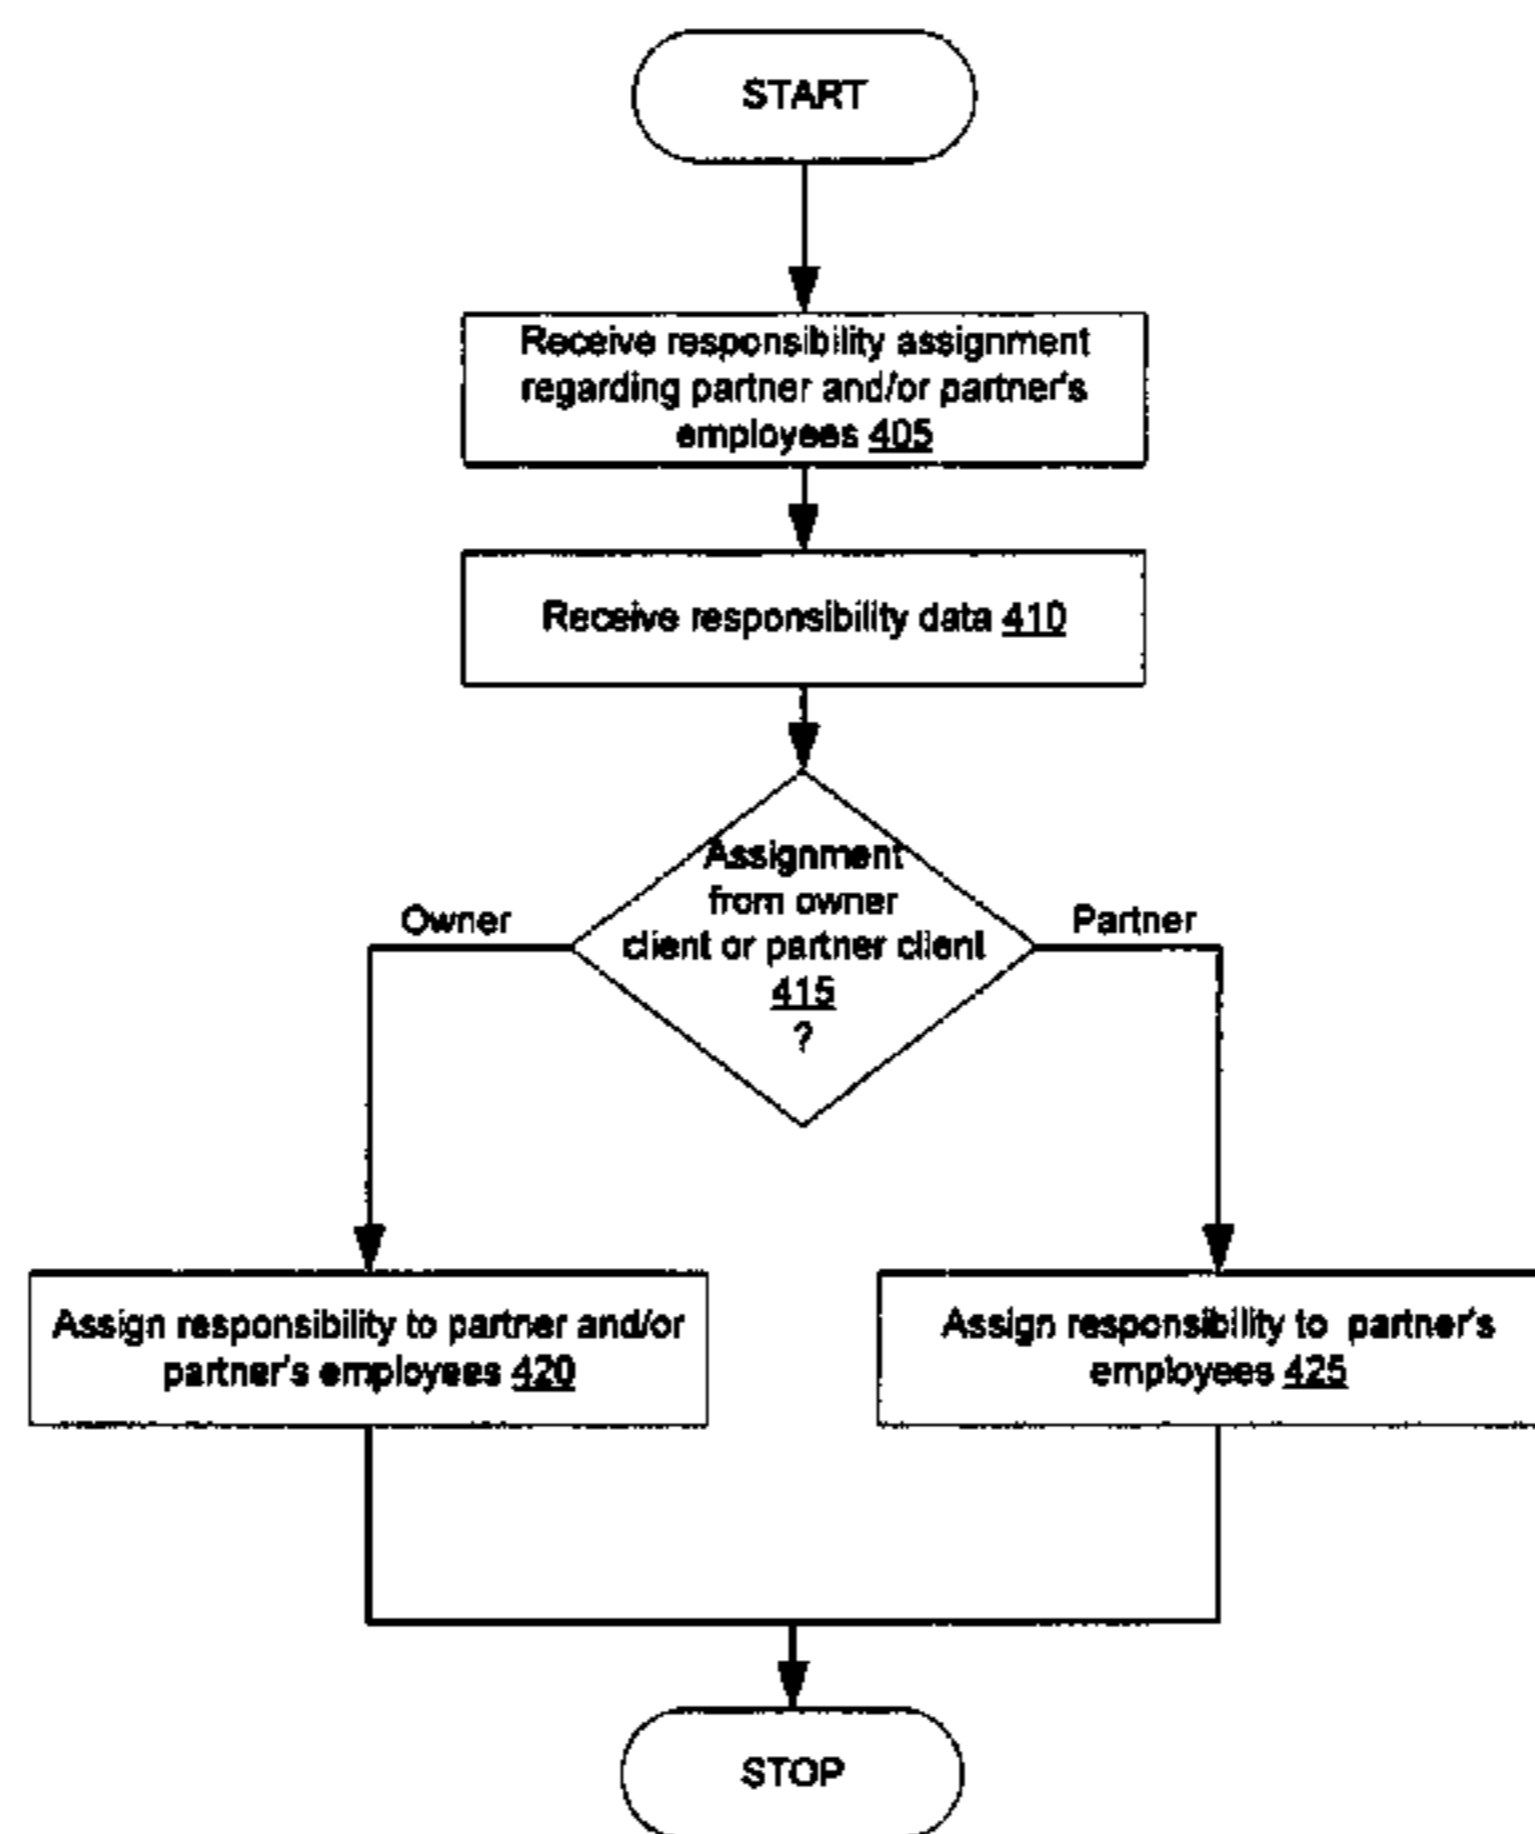 START
Receive responsibility assignment
regarding partner and/or partner's
employees 405
Receive responsibility data 410
Assignment
from owner
client or partner client
415
?
Owner
Partner
Assign responsibility to partner and/or
partner's employees 420
Assign responsibility to partner's
employees 425
STOP